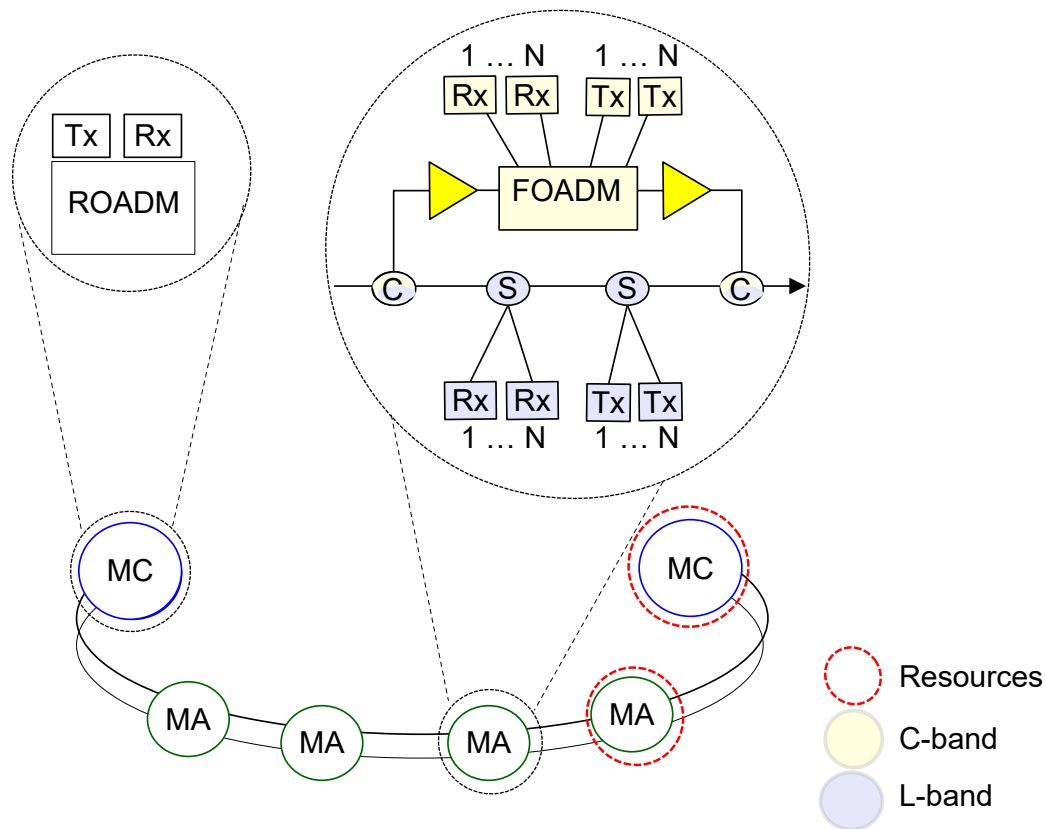 1 … N 1 … N
Rx Rx Tx Tx
Tx Rx
ROADM
FOADM
C S S C
Rx Rx Tx Tx
1 … N 1 … N
MC
MC
MA MA MA MA
Resources
C-band
L-band